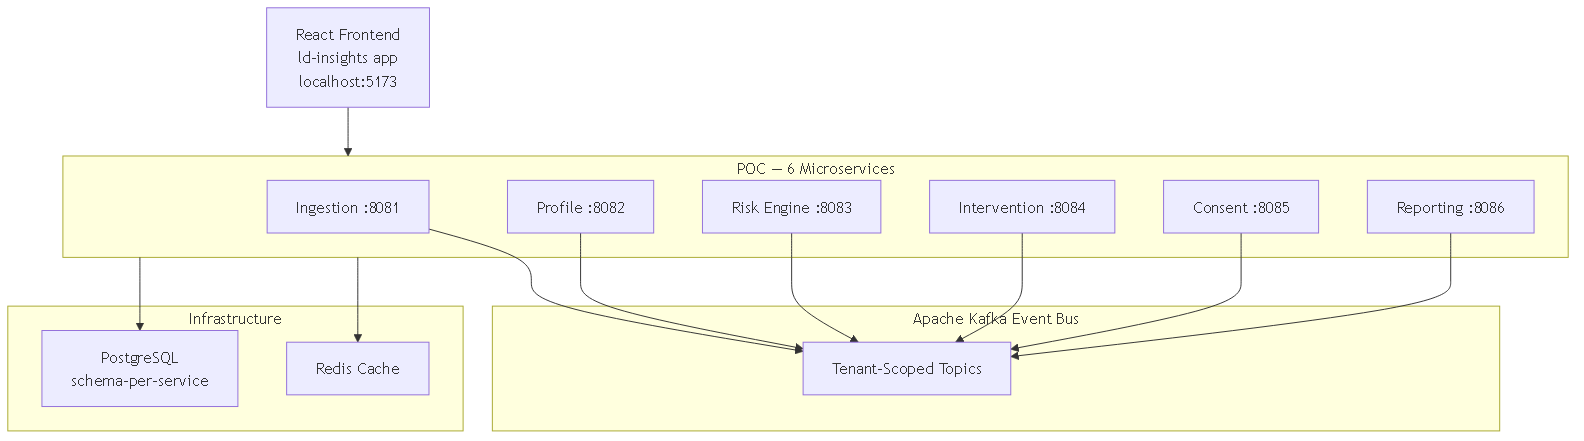 React Frontend
ld-insights app
localhost:5173
POC – 6 Microservices
Ingestion :8081
Profile :8082
Risk Engine :8083
Intervention :8084
Consent :8085
Reporting :8086
Infrastructure
PostgreSQL
schema-per-service
Redis Cache
Apache Kafka Event Bus
Tenant-Scoped Topics